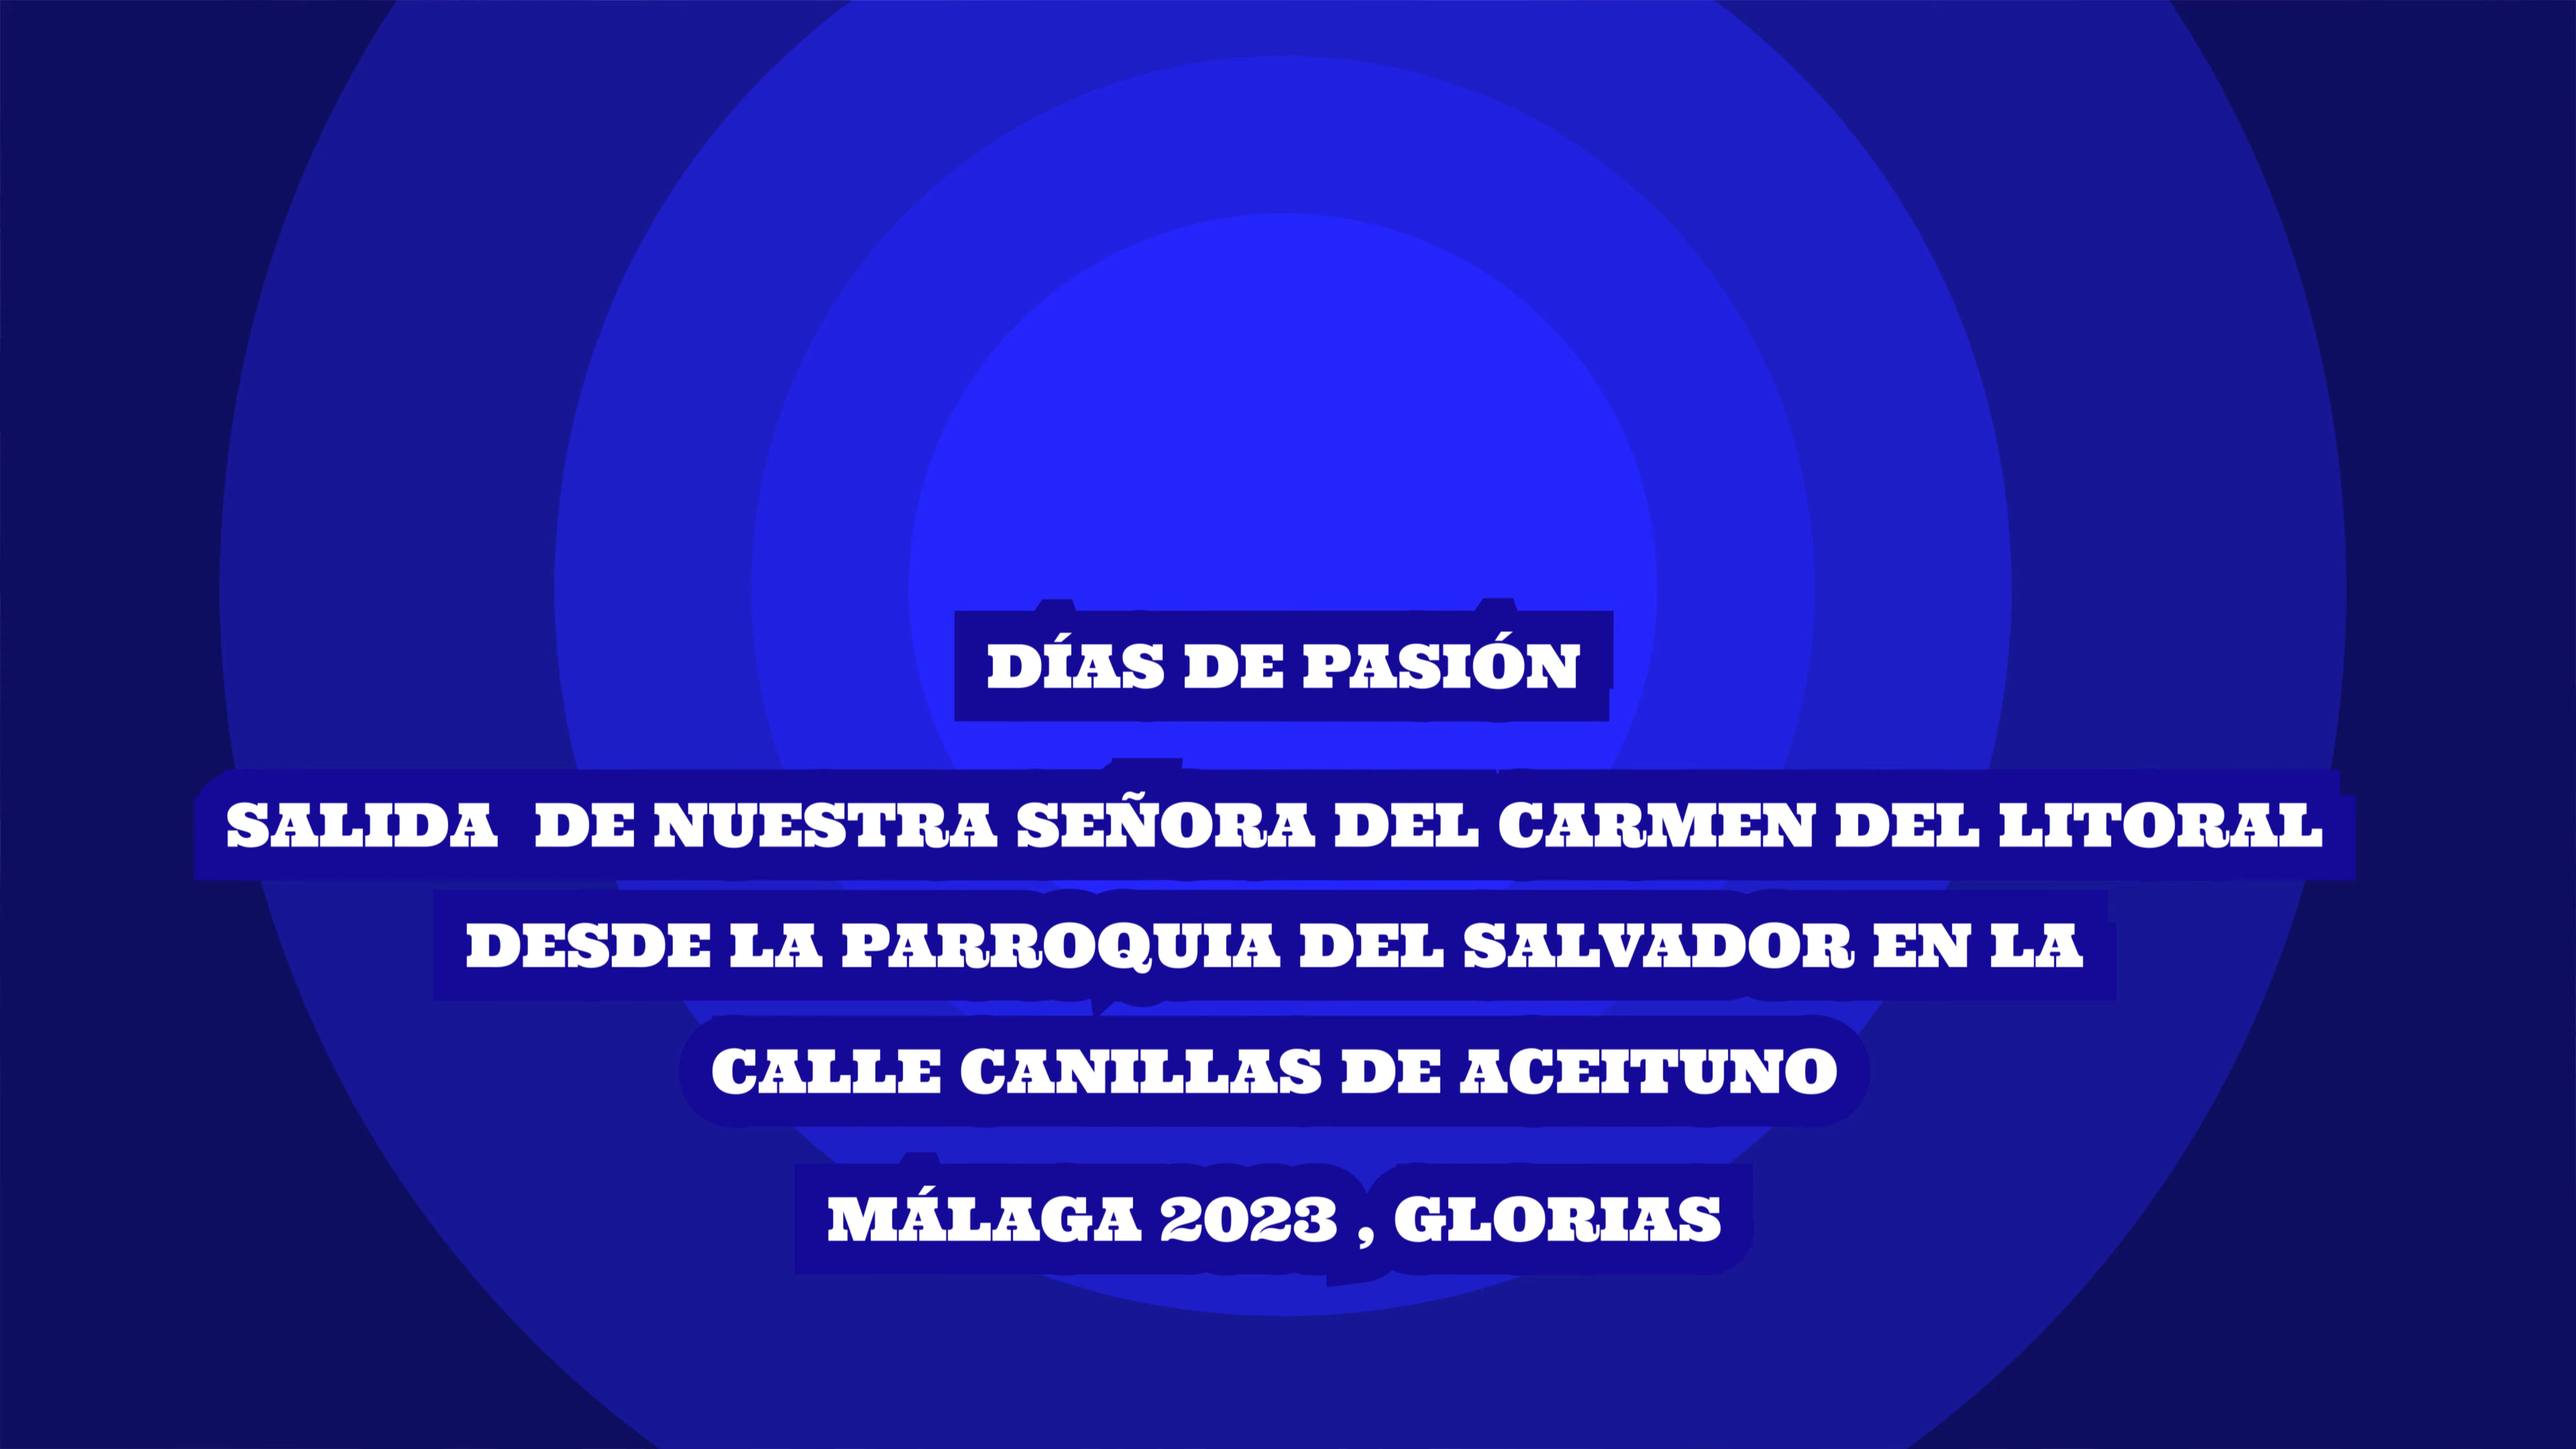 DÍAS DE PASIÓN
SALIDA  DE NUESTRA SEÑORA DEL CARMEN DEL LITORAL
DESDE LA PARROQUIA DEL SALVADOR EN LA
CALLE CANILLAS DE ACEITUNO
MÁLAGA 2023 , GLORIAS